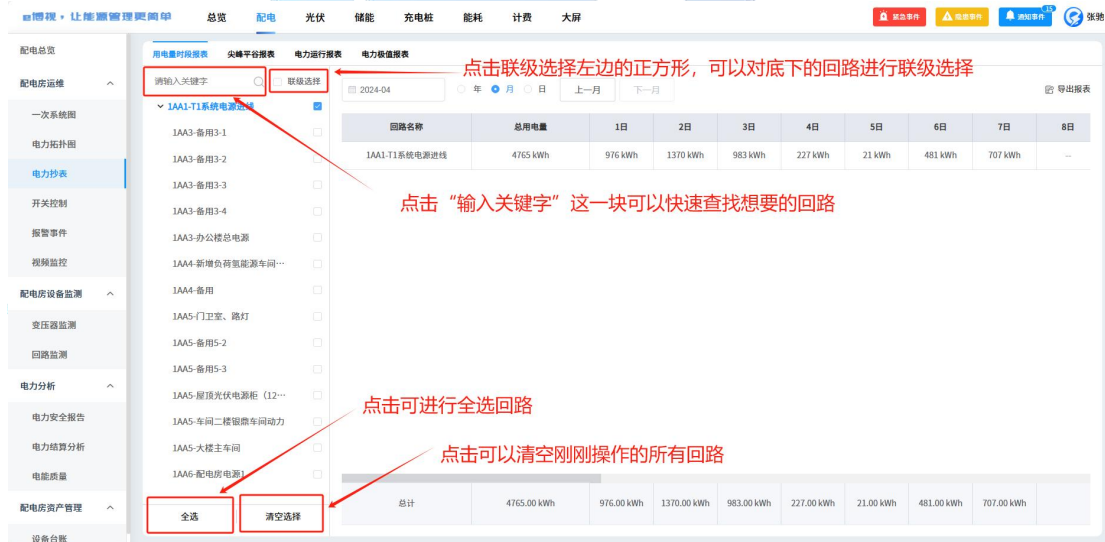 e博视·让能源管理更简单 总览 配电 光伏 储能 充电桩 能耗 计费 大屏 紧急事件 隐患事件 通知事件 15 张弛
配电总览
配电房运维
一次系统图
电力拓扑图
电力抄表
开关控制
报警事件
视频监控
配电房设备监测
变压器监测
回路监测
电力分析
电力安全报告
电力结算分析
电能质量
配电房资产管理
设备台账
用电量时段报表 尖峰平谷报表 电力运行报表 电力极值报表
请输入关键字 联级选择
点击联级选择左边的正方形，可以对底下的回路进行联级选择
2024-04 年 月 日 上一月 下一月 导出报表
1AA1-T1系统电源进线
1AA3-备用3-1
1AA3-备用3-2
1AA3-备用3-3
1AA3-备用3-4
1AA3-办公楼总电源
1AA4-新增负荷氢能源车间…
1AA4-备用
1AA5-门卫室、路灯
1AA5-备用5-2
1AA5-备用5-3
1AA5-屋顶光伏电源柜（12…
1AA5-车间二楼银鼎车间动力
1AA5-大楼主车间
1AA6-配电房电源1
全选 清空选择
回路名称 总用电量 1日 2日 3日 4日 5日 6日 7日 8日
1AA1-T1系统电源进线 4765 kWh 976 kWh 1370 kWh 983 kWh 227 kWh 21 kWh 481 kWh 707 kWh --
点击“输入关键字”这一块可以快速查找想要的回路
点击可进行全选回路
点击可以清空刚刚操作的所有回路
总计 4765.00 kWh 976.00 kWh 1370.00 kWh 983.00 kWh 227.00 kWh 21.00 kWh 481.00 kWh 707.00 kWh